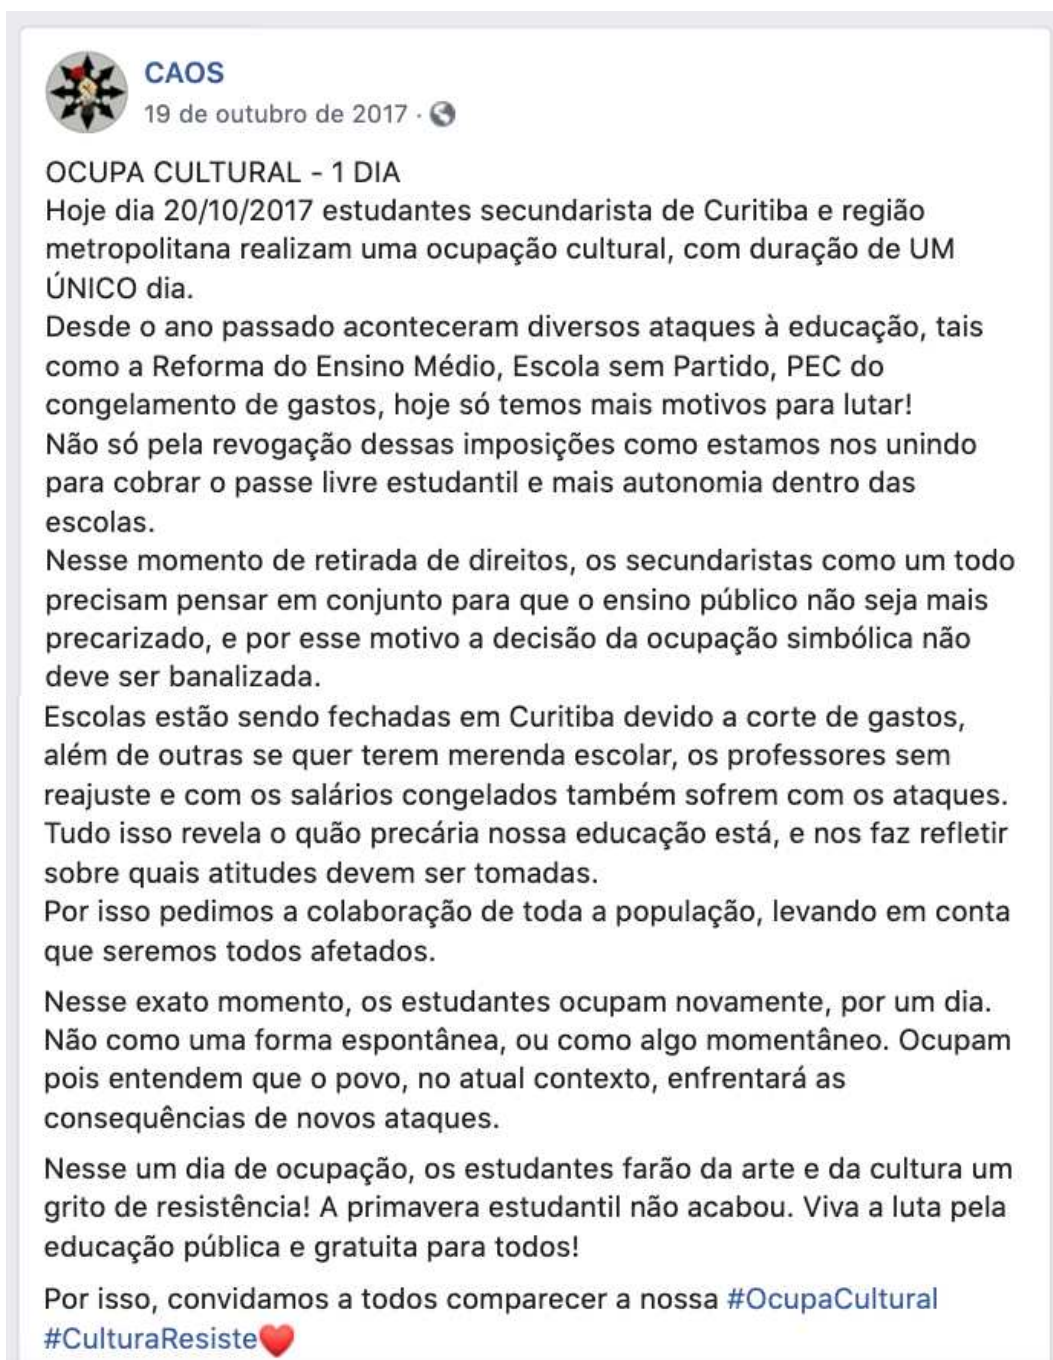 CAOS
19 de outubro de 2017 ·
OCUPA CULTURAL - 1 DIA
Hoje dia 20/10/2017 estudantes secundarista de Curitiba e região
metropolitana realizam uma ocupação cultural, com duração de UM
ÚNICO dia.
Desde o ano passado aconteceram diversos ataques à educação, tais
como a Reforma do Ensino Médio, Escola sem Partido, PEC do
congelamento de gastos, hoje só temos mais motivos para lutar!
Não só pela revogação dessas imposições como estamos nos unindo
para cobrar o passe livre estudantil e mais autonomia dentro das
escolas.
Nesse momento de retirada de direitos, os secundaristas como um todo
precisam pensar em conjunto para que o ensino público não seja mais
precarizado, e por esse motivo a decisão da ocupação simbólica não
deve ser banalizada.
Escolas estão sendo fechadas em Curitiba devido a corte de gastos,
além de outras se quer terem merenda escolar, os professores sem
reajuste e com os salários congelados também sofrem com os ataques.
Tudo isso revela o quão precária nossa educação está, e nos faz refletir
sobre quais atitudes devem ser tomadas.
Por isso pedimos a colaboração de toda a população, levando em conta
que seremos todos afetados.
Nesse exato momento, os estudantes ocupam novamente, por um dia.
Não como uma forma espontânea, ou como algo momentâneo. Ocupam
pois entendem que o povo, no atual contexto, enfrentará as
consequências de novos ataques.
Nesse um dia de ocupação, os estudantes farão da arte e da cultura um
grito de resistência! A primavera estudantil não acabou. Viva a luta pela
educação pública e gratuita para todos!
Por isso, convidamos a todos comparecer a nossa #OcupaCultural
#CulturaResiste❤️